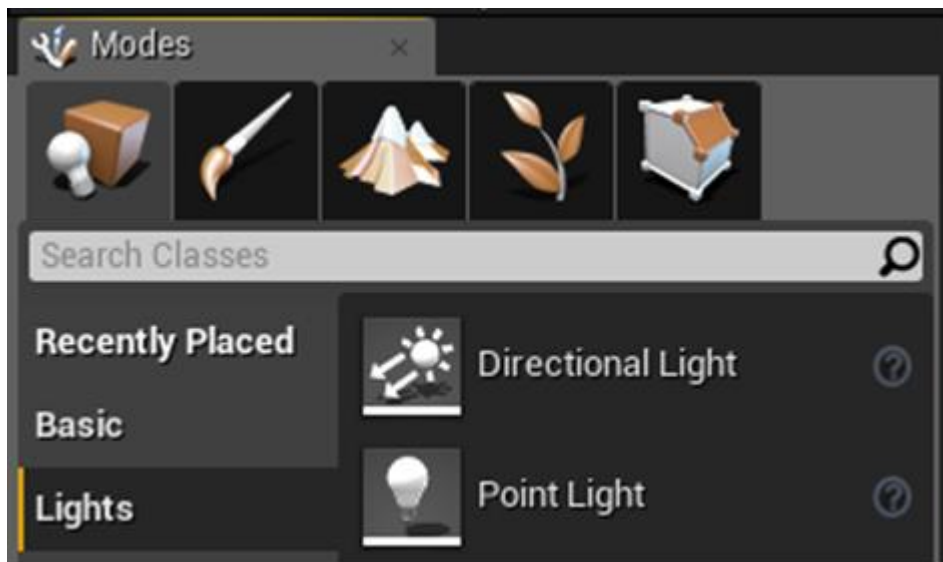 Modes
Search Classes
Recently Placed
Directional Light
Basic
Point Light
Lights